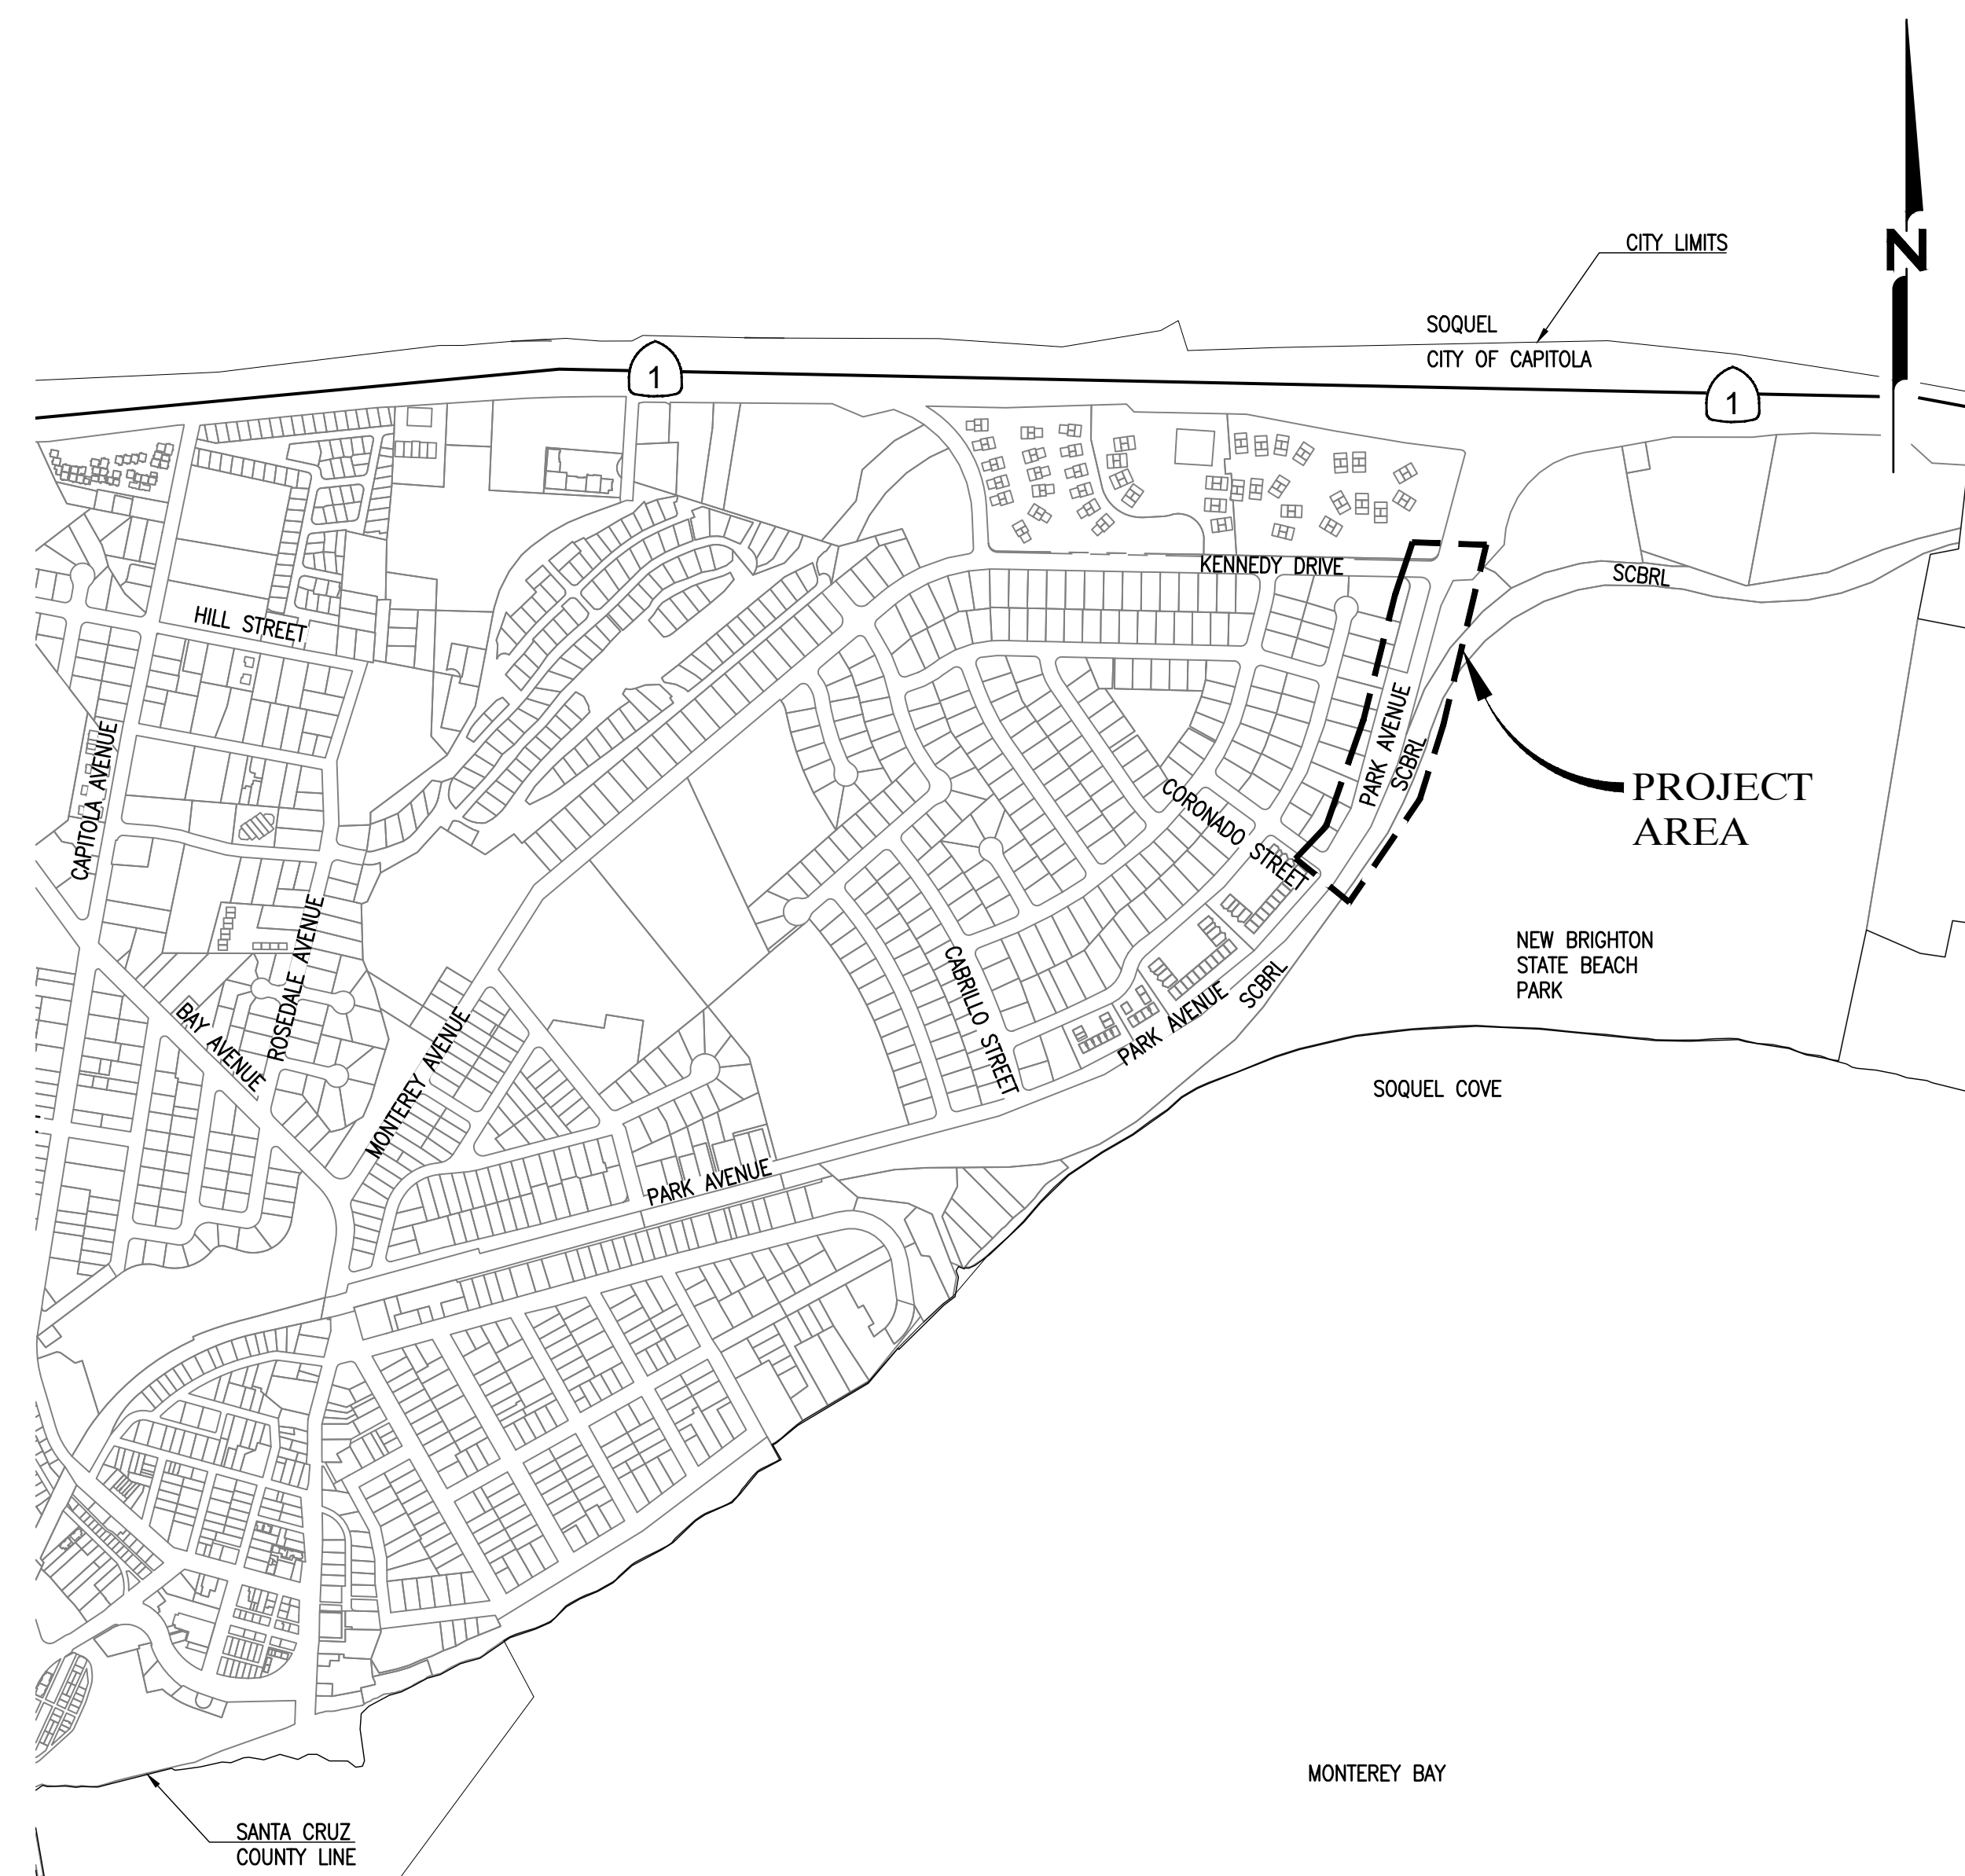 CITY LIMITS
N
SOQUEL
CITY OF CAPITOLA
1
1
KENNEDY DRIVE
SCBRL
HILL STREET
CAPITOLA AVENUE
PARK AVENUE
SCBRL
CORONADO STREET
PROJECT
AREA
ROSEDALE AVENUE
BAY AVENUE
MONTEREY AVENUE
CABRILLO STREET
PARK AVENUE
SCBRL
NEW BRIGHTON
STATE BEACH
PARK
SOQUEL COVE
PARK AVENUE
MONTEREY BAY
SANTA CRUZ
COUNTY LINE